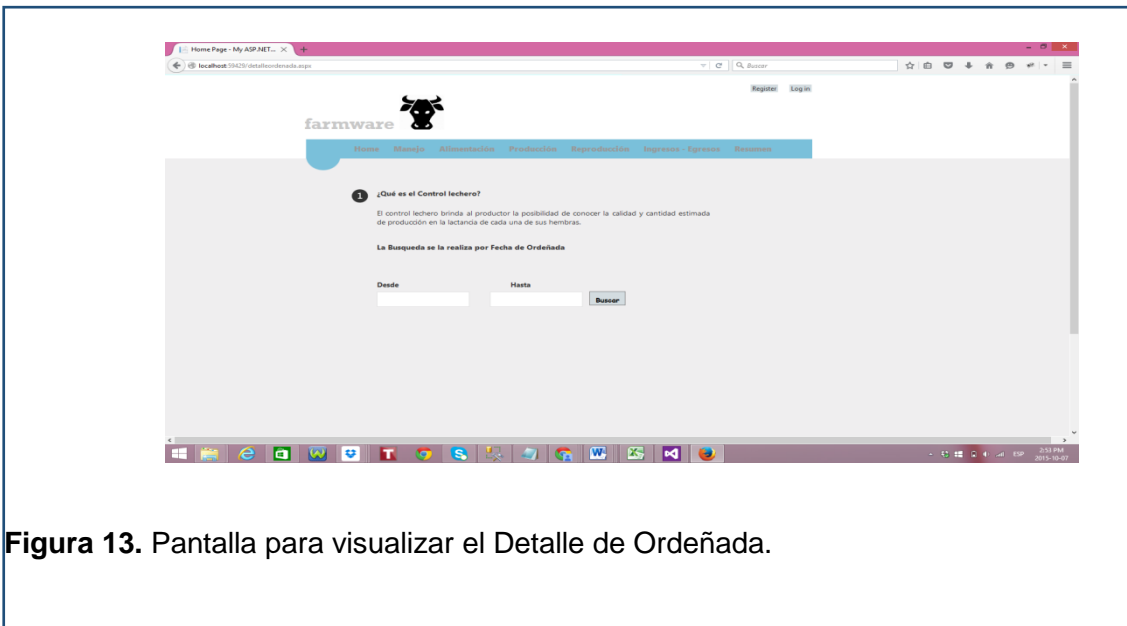 Home Page - My ASP.NET...
localhost:59429/detalleordenada.aspx
Buscar
Register Log in
farmware
Home Manejo Alimentación Producción Reproducción Ingresos - Egresos Resumen
1 ¿Qué es el Control lechero?
El control lechero brinda al productor la posibilidad de conocer la calidad y cantidad estimada
de producción en la lactancia de cada una de sus hembras.
La Busqueda se la realiza por Fecha de Ordeñada
Desde Hasta
Buscar
ESP 2:53 PM
2015-10-07
Figura 13. Pantalla para visualizar el Detalle de Ordeñada.